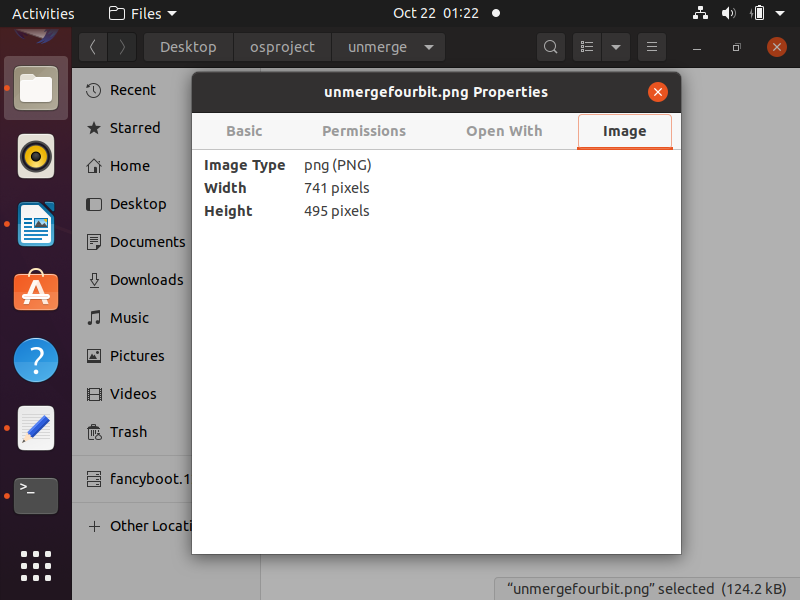 Activities Files Oct 22 01:22
Desktop osproject unmerge
unmergefourbit.png Properties
Basic Permissions Open With Image
Image Type png (PNG)
Width 741 pixels
Height 495 pixels
Recent
Starred
Home
Desktop
Documents
Downloads
Music
Pictures
Videos
Trash
fancyboot.1
Other Locati
>_
“unmergefourbit.png” selected (124.2 kB)